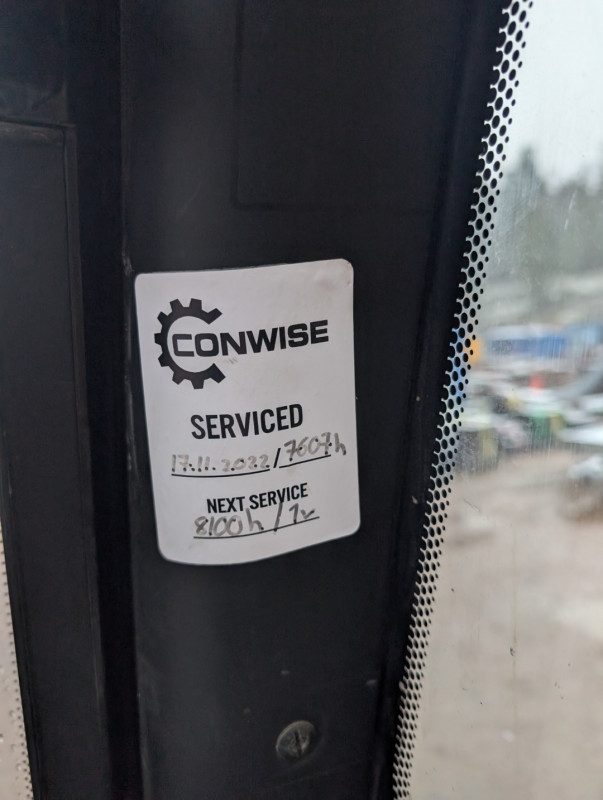 CONWISE
SERVICED
17.11.2022/7607h
NEXT SERVICE
8100h/1v